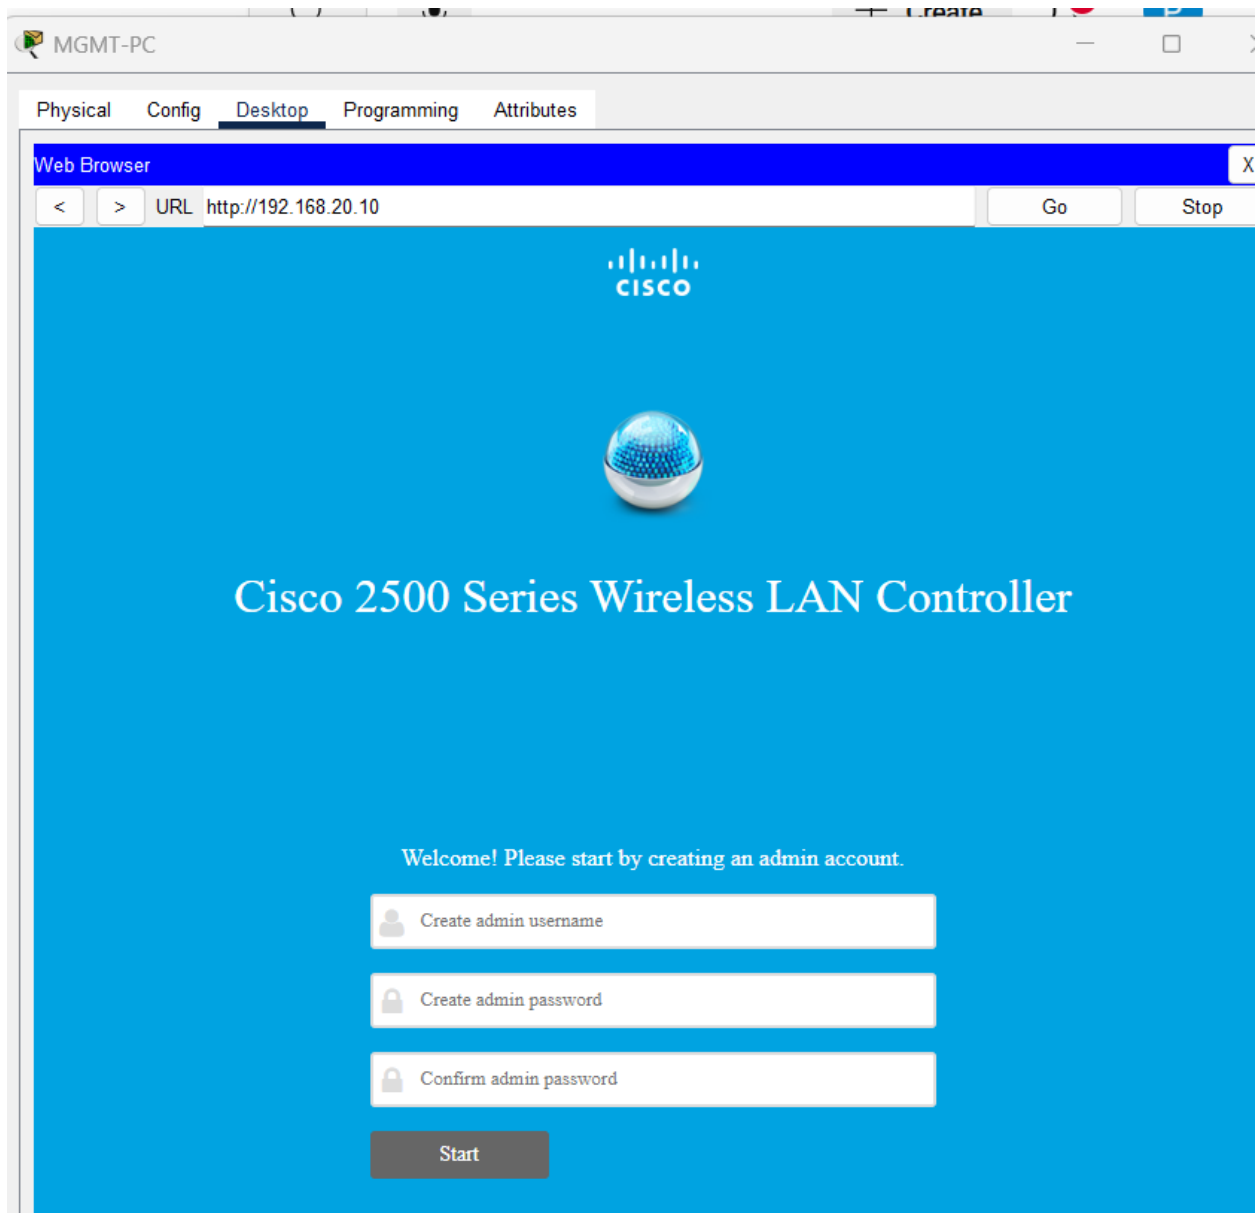 Create
MGMT-PC
Physical Config Desktop Programming Attributes
Web Browser X
< > URL http://192.168.20.10 Go Stop
CISCO
Cisco 2500 Series Wireless LAN Controller
Welcome! Please start by creating an admin account.
Create admin username
Create admin password
Confirm admin password
Start